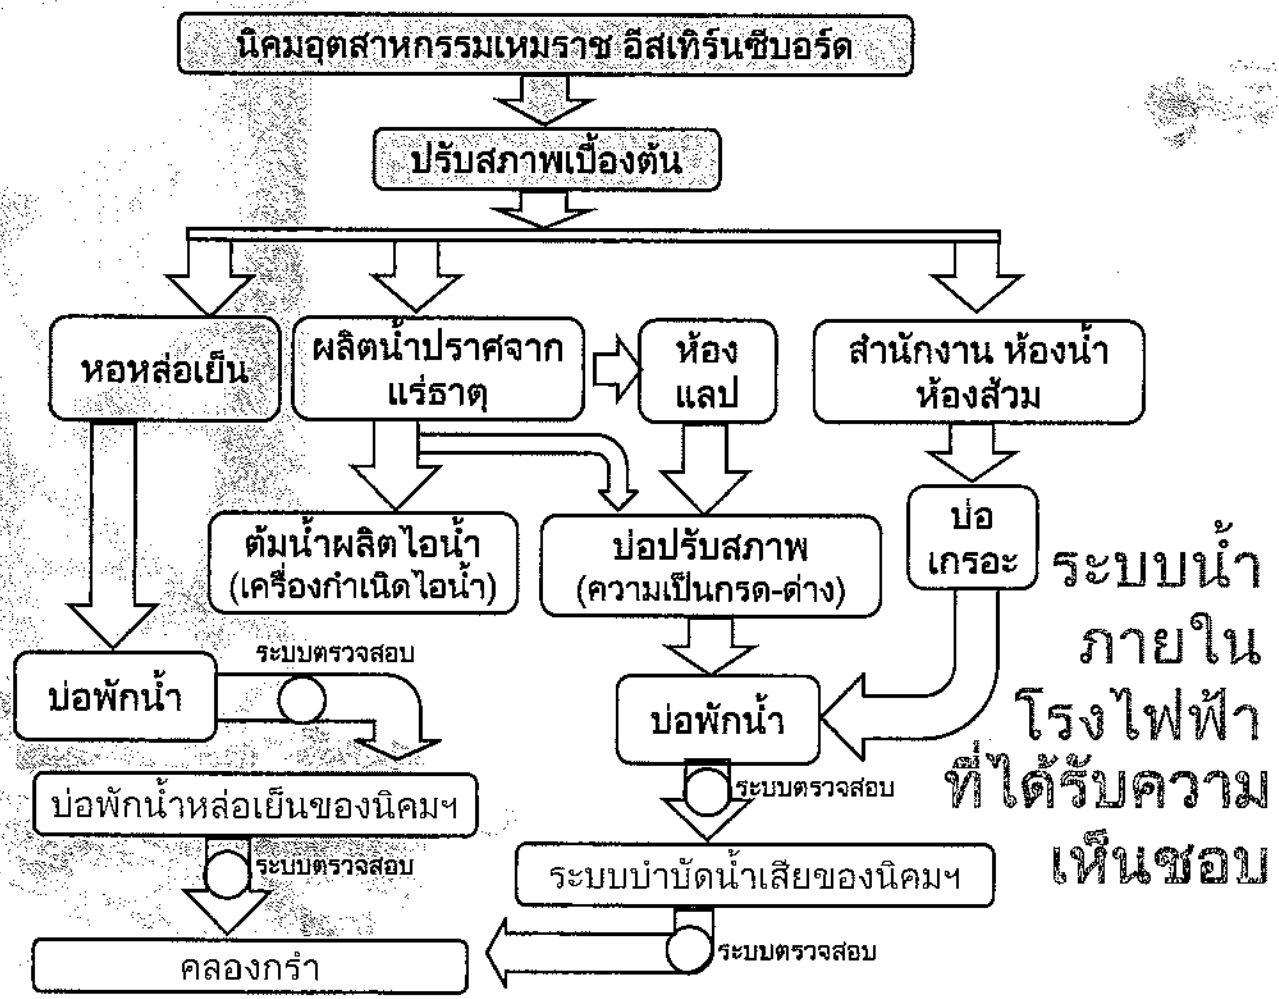 นิคมอุตสาหกรรมเหมราช อีสเทิร์นซีบอร์ด
ปรับสภาพเบื้องต้น
หอหล่อเย็น
ผลิตน้ำปราศจาก
แร่ธาตุ
ห้อง
แลป
สำนักงาน ห้องน้ำ
ห้องส้วม
ต้มน้ำผลิตไอน้ำ
(เครื่องกำเนิดไอน้ำ)
บ่อปรับสภาพ
(ความเป็นกรด-ด่าง)
บ่อ
เกรอะ
ระบบน้ำ
ภายใน
โรงไฟฟ้า
ที่ได้รับความ
เห็นชอบ
บ่อพักน้ำ
ระบบตรวจสอบ
บ่อพักน้ำ
ระบบตรวจสอบ
บ่อพักน้ำหล่อเย็นของนิคมฯ
ระบบตรวจสอบ
ระบบบำบัดน้ำเสียของนิคมฯ
ระบบตรวจสอบ
คลองกรำ